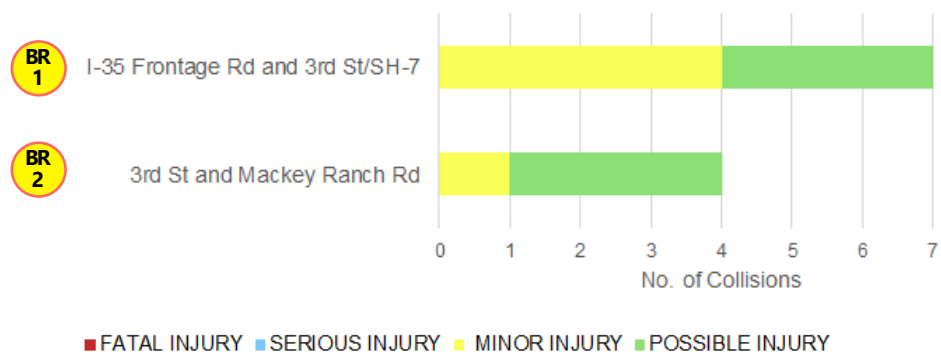 BR
1
I-35 Frontage Rd and 3rd St/SH-7
BR
2
3rd St and Mackey Ranch Rd
0 1 2 3 4 5 6 7
No. of Collisions
FATAL INJURY SERIOUS INJURY MINOR INJURY POSSIBLE INJURY